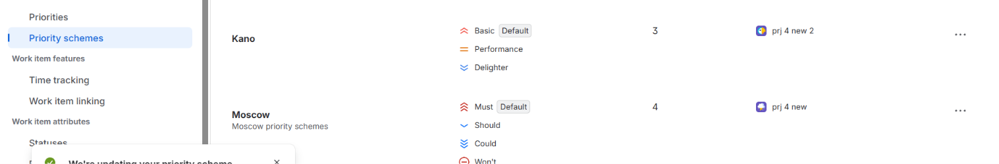 Priorities
Priority schemes
Work item features
Time tracking
Work item linking
Work item attributes
Statuses
We're updating your priority scheme
Kano
Basic Default
Performance
Delighter
3
prj 4 new 2
Moscow
Moscow priority schemes
Must Default
Should
Could
Won't
4
prj 4 new